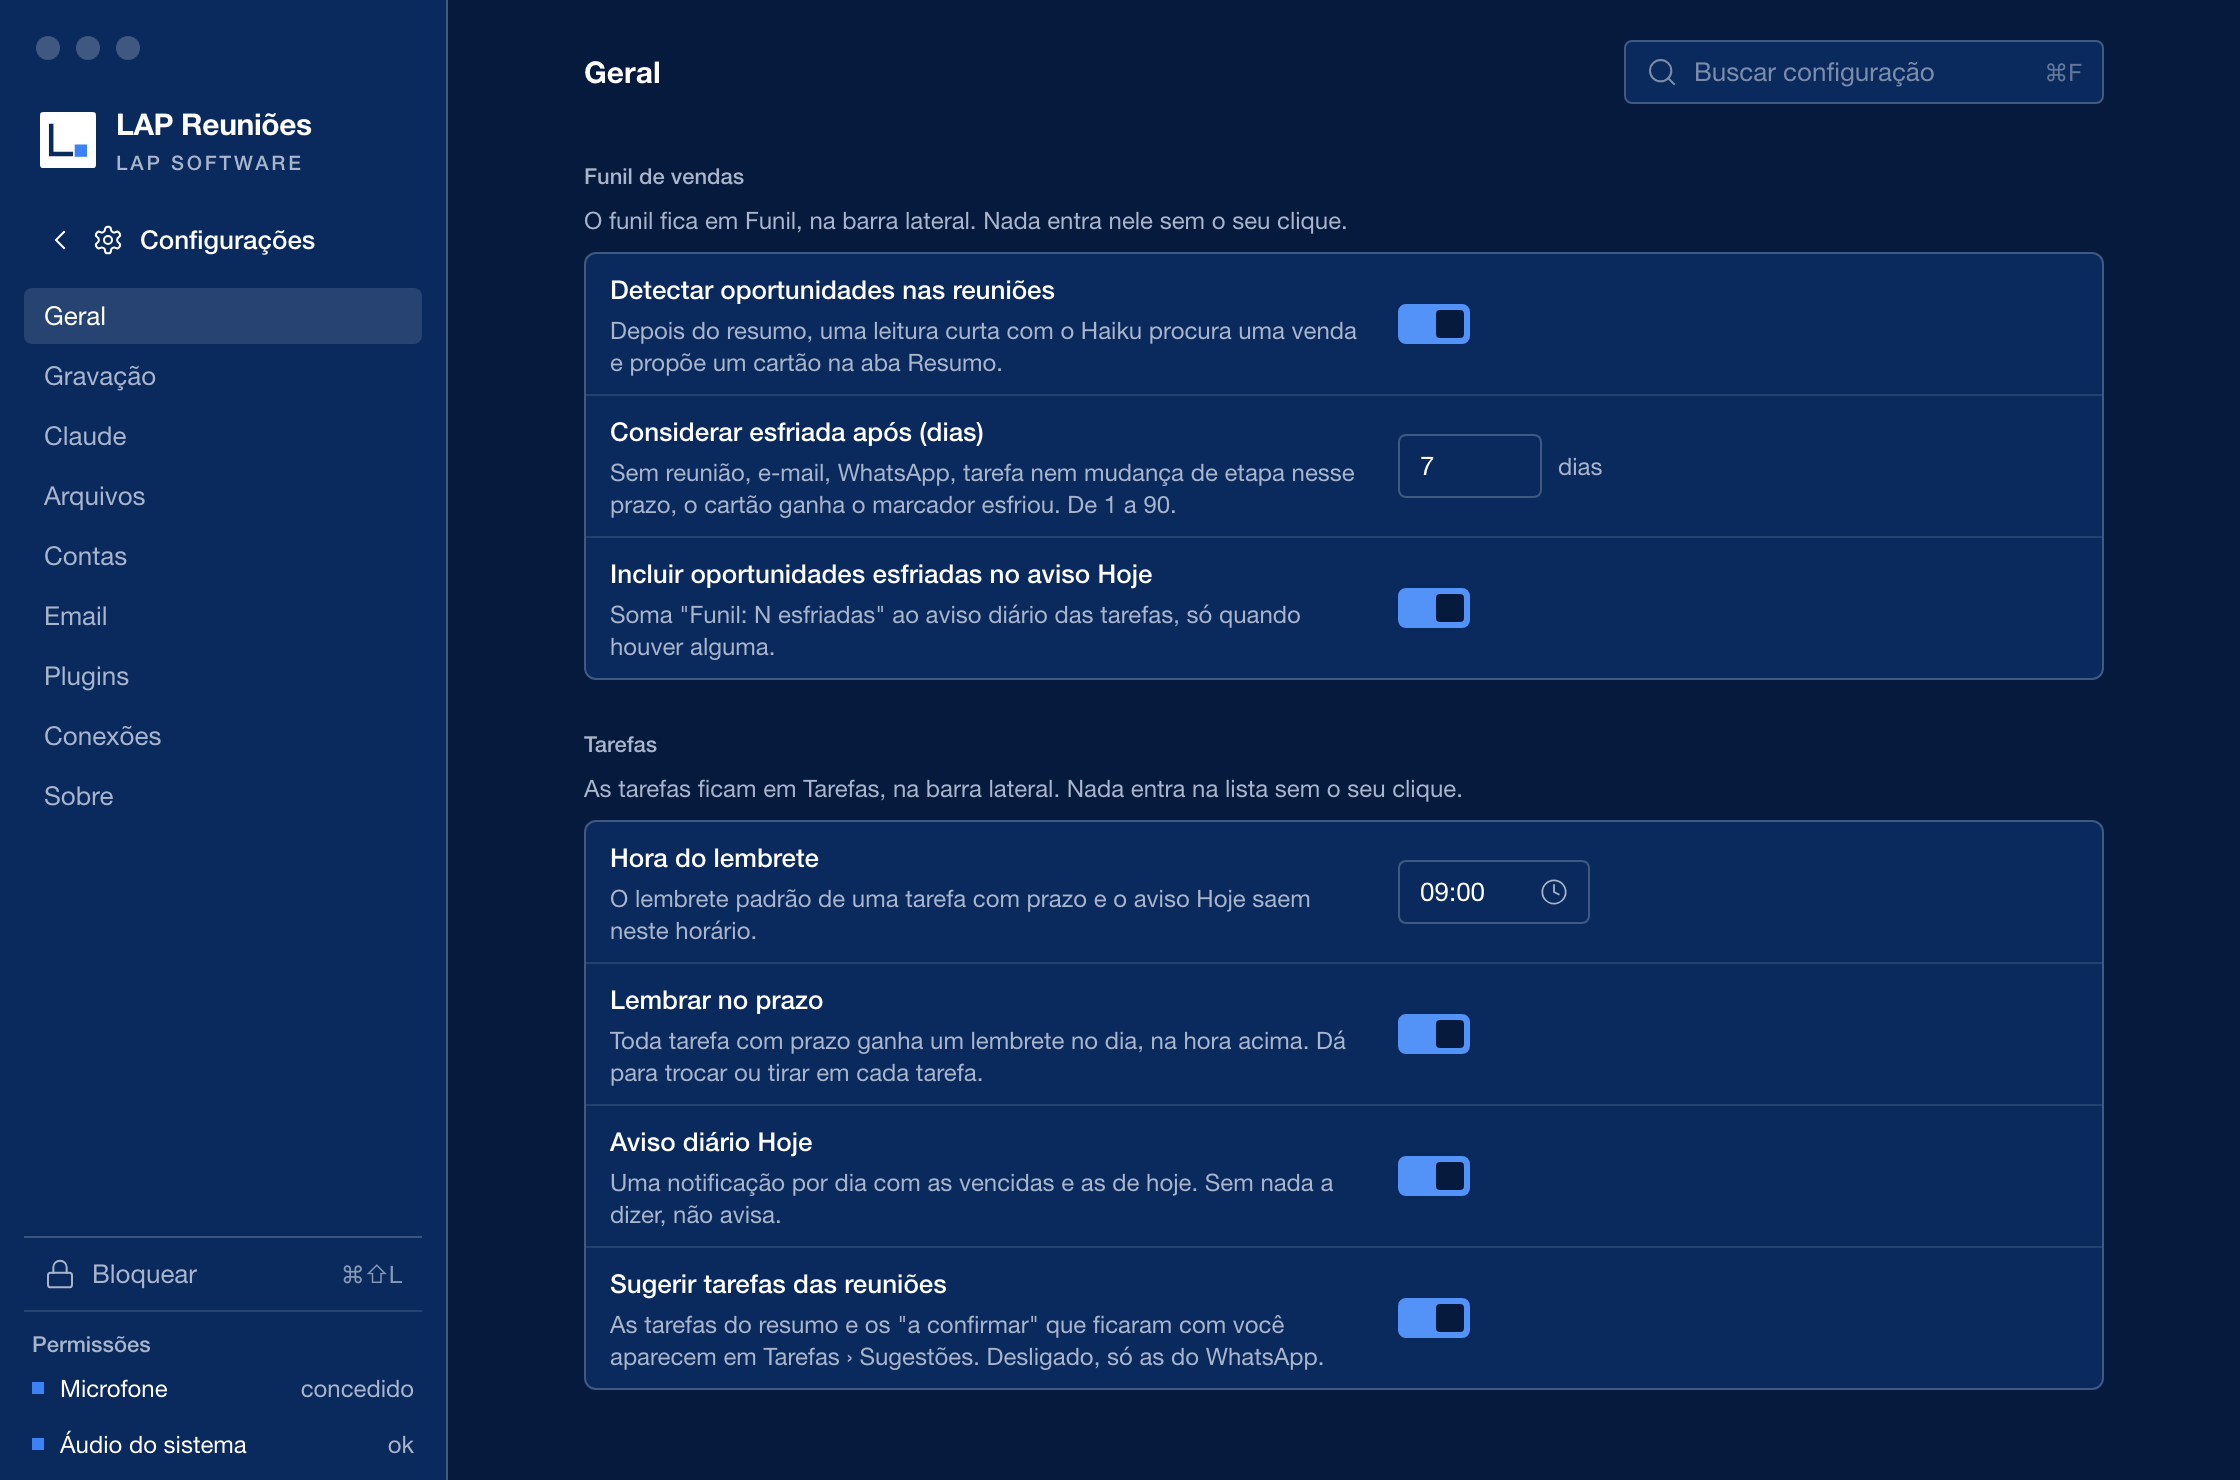 LAP Reuniões
LAP SOFTWARE
Configurações
Geral
Gravação
Claude
Arquivos
Contas
Email
Plugins
Conexões
Sobre
Bloquear ⌘⇧L
Permissões
Microfone concedido
Áudio do sistema ok
Geral
Buscar configuração ⌘F
Funil de vendas
O funil fica em Funil, na barra lateral. Nada entra nele sem o seu clique.
Detectar oportunidades nas reuniões
Depois do resumo, uma leitura curta com o Haiku procura uma venda
e propõe um cartão na aba Resumo.
Considerar esfriada após (dias)
Sem reunião, e-mail, WhatsApp, tarefa nem mudança de etapa nesse
prazo, o cartão ganha o marcador esfriou. De 1 a 90.
7 dias
Incluir oportunidades esfriadas no aviso Hoje
Soma "Funil: N esfriadas" ao aviso diário das tarefas, só quando
houver alguma.
Tarefas
As tarefas ficam em Tarefas, na barra lateral. Nada entra na lista sem o seu clique.
Hora do lembrete
O lembrete padrão de uma tarefa com prazo e o aviso Hoje saem
neste horário.
09:00
Lembrar no prazo
Toda tarefa com prazo ganha um lembrete no dia, na hora acima. Dá
para trocar ou tirar em cada tarefa.
Aviso diário Hoje
Uma notificação por dia com as vencidas e as de hoje. Sem nada a
dizer, não avisa.
Sugerir tarefas das reuniões
As tarefas do resumo e os "a confirmar" que ficaram com você
aparecem em Tarefas › Sugestões. Desligado, só as do WhatsApp.